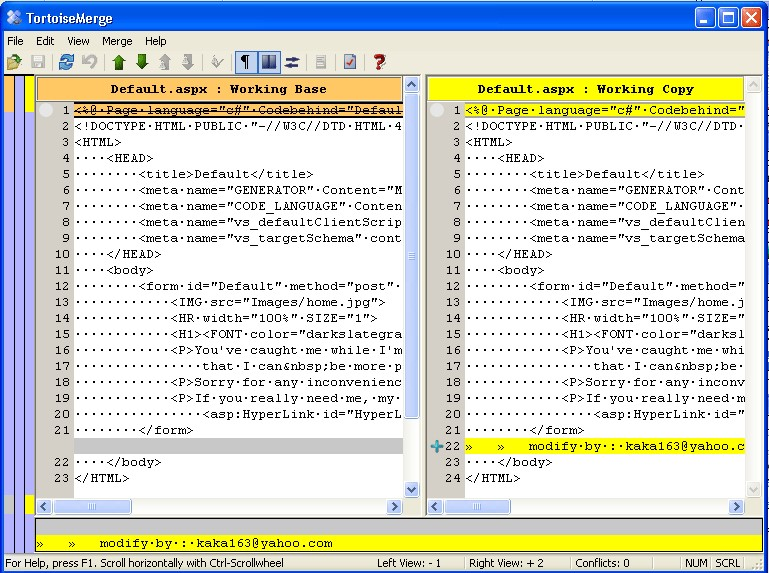 TortoiseMerge
File Edit View Merge Help
Default.aspx : Working Base
1 <%@·Page·language="c#"·Codebehind="Defaul
2 <!DOCTYPE·HTML·PUBLIC·"-//W3C//DTD·HTML·4
3 <HTML>
4 ····<HEAD>
5 ········<title>Default</title>
6 ········<meta·name="GENERATOR"·Content="M
7 ········<meta·name="CODE_LANGUAGE"·Conten
8 ········<meta·name="vs_defaultClientScrip
9 ········<meta·name="vs_targetSchema"·cont
10 ····</HEAD>
11 ····<body>
12 ········<form·id="Default"·method="post"·
13 ············<IMG·src="Images/home.jpg">
14 ············<HR·width="100%"·SIZE="1">
15 ············<H1><FONT·color="darkslategra
16 ············<P>You've·caught·me·while·I'm
17 ················that·I·can&nbsp;be·more·p
18 ············<P>Sorry·for·any·inconvenienc
19 ············<P>If·you·really·need·me,·my·
20 ················<asp:HyperLink·id="HyperL
21 ········</form>
22 ····</body>
23 </HTML>
Default.aspx : Working Copy
1 <%@·Page·language="c#"·Codebehind="
2 <!DOCTYPE·HTML·PUBLIC·"-//W3C//DTD·
3 <HTML>
4 ····<HEAD>
5 ········<title>Default</title>
6 ········<meta·name="GENERATOR"·Cont
7 ········<meta·name="CODE_LANGUAGE"·
8 ········<meta·name="vs_defaultClien
9 ········<meta·name="vs_targetSchema
10 ····</HEAD>
11 ····<body>
12 ········<form·id="Default"·method="
13 ············<IMG·src="Images/home.j
14 ············<HR·width="100%"·SIZE="
15 ············<H1><FONT·color="darksl
16 ············<P>You've·caught·me·whi
17 ················that·I·can&nbsp;be·
18 ············<P>Sorry·for·any·inconv
19 ············<P>If·you·really·need·m
20 ················<asp:HyperLink·id="
21 ········</form>
22 » » modify·by·:·kaka163@yahoo.c
23 ····</body>
24 </HTML>
» » modify·by·:·kaka163@yahoo.com
For Help, press F1. Scroll horizontally with Ctrl-Scrollwheel Left View: - 1 Right View: + 2 Conflicts: 0 NUM SCRL